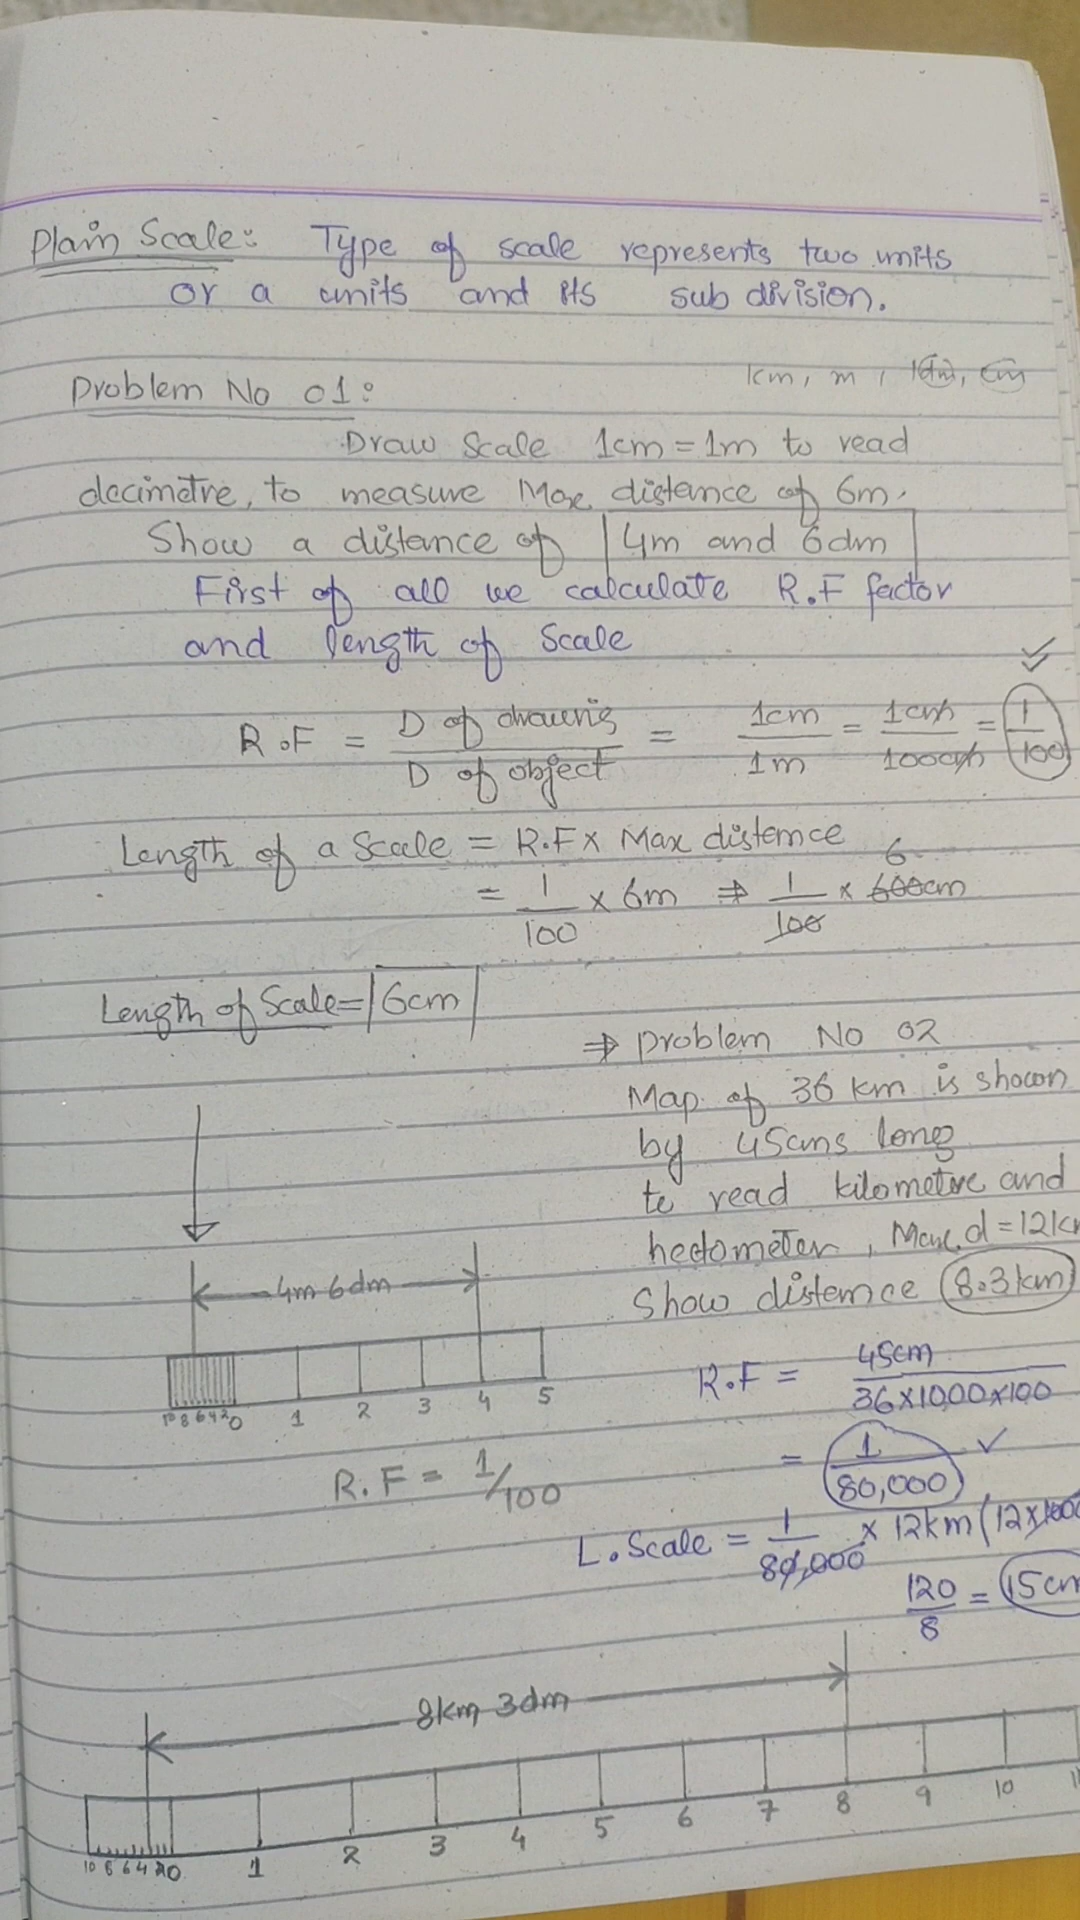 Plain Scale: Type of scale represents two units
or a units and its sub division.
km, m,
Problem No 01:
Draw Scale 1cm = 1m to read
decimetre, to measure Max distance of 6m.
Show a distance of 4m and 6dm
First of all we calculate R.F factor
and length of Scale
R.F = D of drawing / D of object = 1cm / 1m = 1cm / 100cm = 1 / 100
Length of a Scale = R.F x Max distance
= 1 / 100 x 6m ⇒ 1 / 100 x 600cm 6
Length of Scale = 6cm
⇒ Problem No 02
Map of 36 km is shown
by 45cms long
to read kilometre and
hectometer, Max. d = 12km
Show distance 8.3km
4m 6dm
10 8 6 4 2 0 1 2 3 4 5
R.F = 1/100
R.F = 45cm / 36x1000x100
= 1 / 80,000 ✓
L. Scale = 1 / 80,000 x 12km (12x1000
120 / 8 = 15cm
8km 3dm
10 8 6 4 2 0 1 2 3 4 5 6 7 8 9 10 11